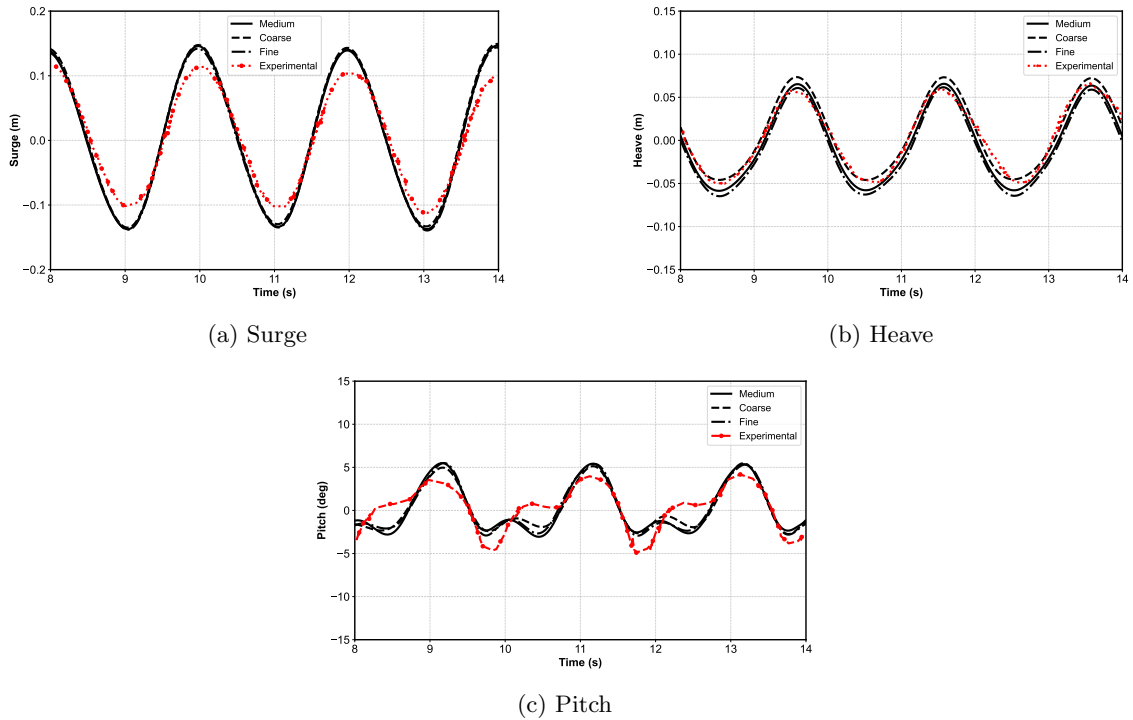 0.2
0.1
0.0
−0.1
−0.2
Surge (m)
8 9 10 11 12 13 14
Time (s)
Medium
Coarse
Fine
Experimental
(a) Surge
0.15
0.10
0.05
0.00
−0.05
−0.10
−0.15
Heave (m)
8 9 10 11 12 13 14
Time (s)
Medium
Coarse
Fine
Experimental
(b) Heave
15
10
5
0
−5
−10
−15
Pitch (deg)
8 9 10 11 12 13 14
Time (s)
Medium
Coarse
Fine
Experimental
(c) Pitch